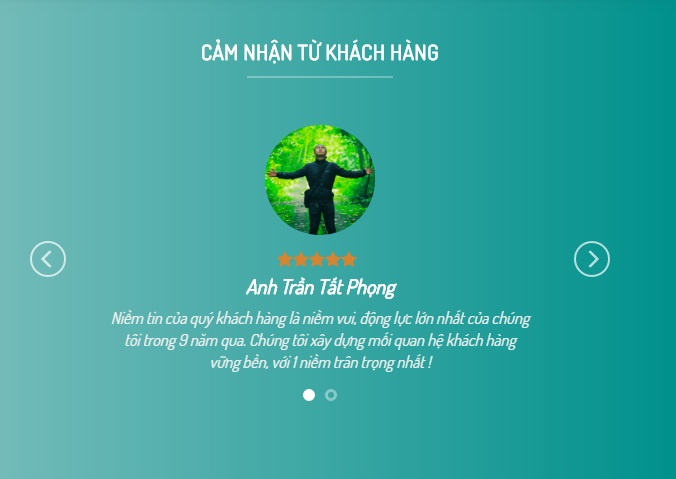 CẢM NHẬN TỪ KHÁCH HÀNG
Anh Trần Tất Phọng
Niềm tin của quý khách hàng là niềm vui, động lực lớn nhất của chúng
tôi trong 9 năm qua. Chúng tôi xây dựng mối quan hệ khách hàng
vững bền, với 1 niềm trân trọng nhất !